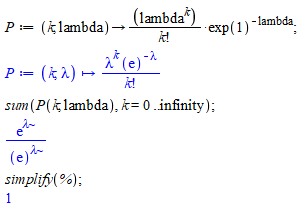 P := (k, lambda) → (lambda^k)/k! · exp(1)^-lambda;
P := (k, λ) ↦ λ^k (e)^-λ / k!
sum(P(k, lambda), k = 0 ..infinity);
e^λ~ / (e)^λ~
simplify(%);
1